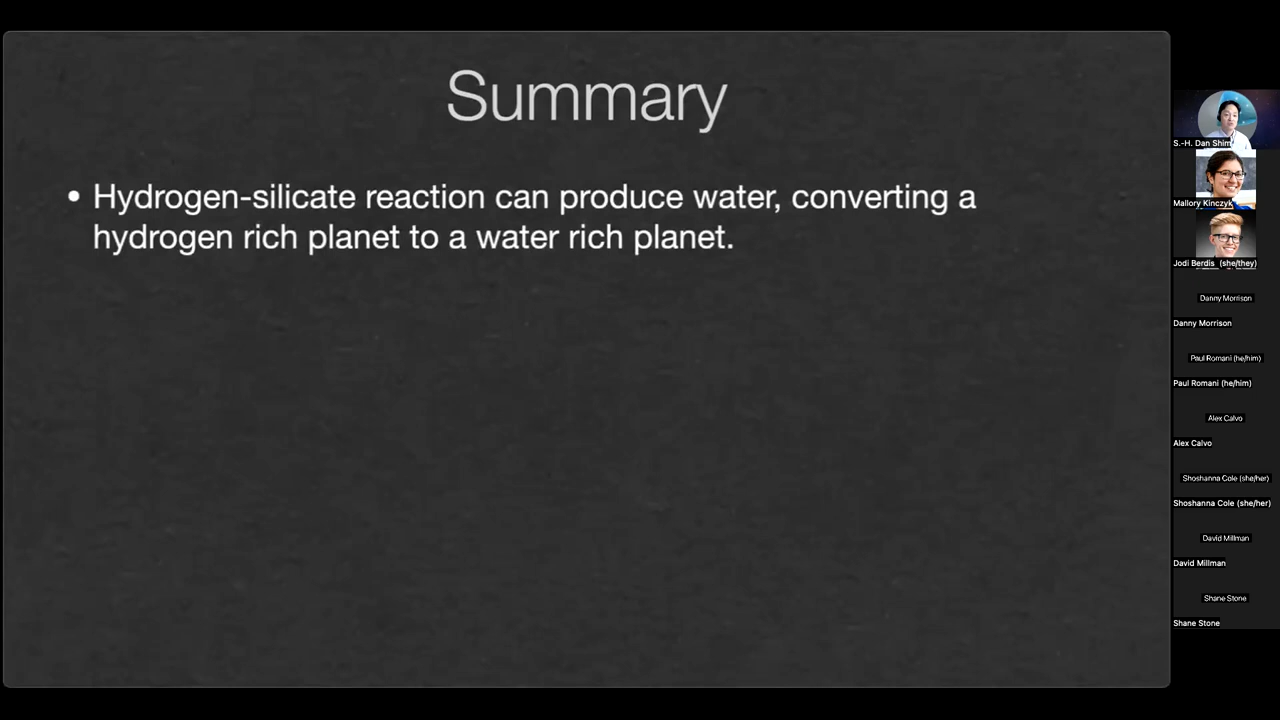 Summary
• Hydrogen-silicate reaction can produce water, converting a
hydrogen rich planet to a water rich planet.
S.-H. Dan Shim
Mallory Kinczyk
Jodi Berdis (she/they)
Danny Morrison
Danny Morrison
Paul Romani (he/him)
Paul Romani (he/him)
Alex Calvo
Alex Calvo
Shoshanna Cole (she/her)
Shoshanna Cole (she/her)
David Millman
David Millman
Shane Stone
Shane Stone